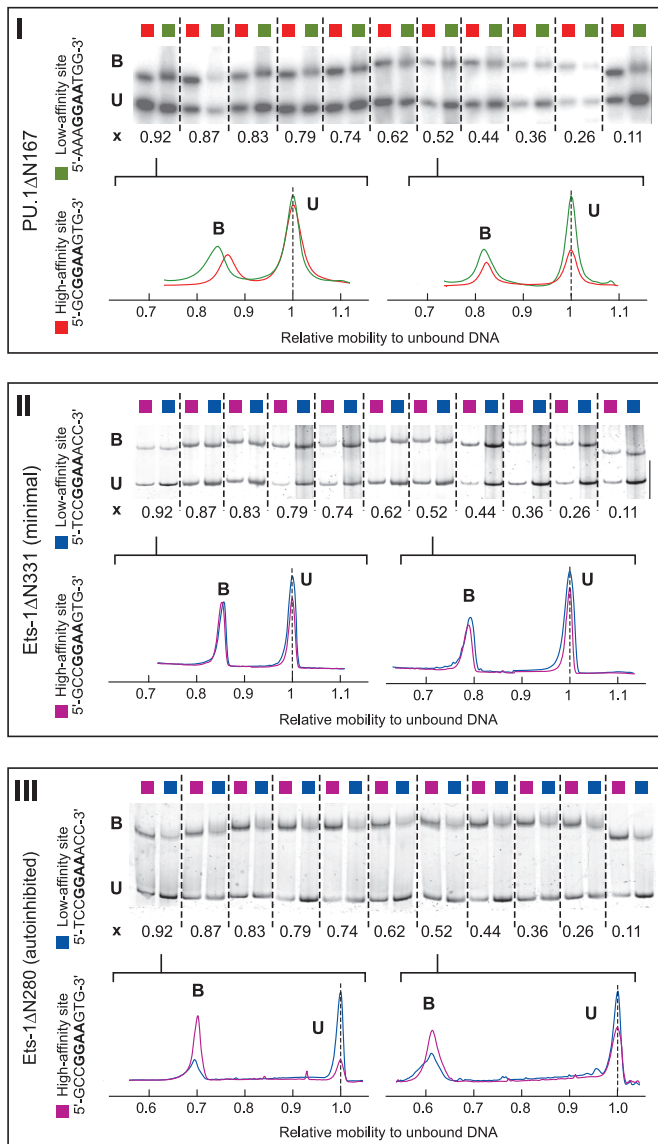 I
PU.1ΔN167
Low-affinity site
5'-AAAGGAATGG-3'
High-affinity site
5'-GCGGAAGTG-3'
B
U
x 0.92 0.87 0.83 0.79 0.74 0.62 0.52 0.44 0.36 0.26 0.11
B U B U
0.7 0.8 0.9 1 1.1 0.7 0.8 0.9 1 1.1
Relative mobility to unbound DNA
II
Ets-1ΔN331 (minimal)
Low-affinity site
5'-TCCGGAAACC-3'
High-affinity site
5'-GCCGGAAGTG-3'
B
U
x 0.92 0.87 0.83 0.79 0.74 0.62 0.52 0.44 0.36 0.26 0.11
B U B U
0.7 0.8 0.9 1 1.1 0.7 0.8 0.9 1 1.1
Relative mobility to unbound DNA
III
Ets-1ΔN280 (autoinhibited)
Low-affinity site
5'-TCCGGAAACC-3'
High-affinity site
5'-GCCGGAAGTG-3'
B
U
x 0.92 0.87 0.83 0.79 0.74 0.62 0.52 0.44 0.36 0.26 0.11
B U B U
0.6 0.7 0.8 0.9 1.0 0.6 0.7 0.8 0.9 1.0
Relative mobility to unbound DNA